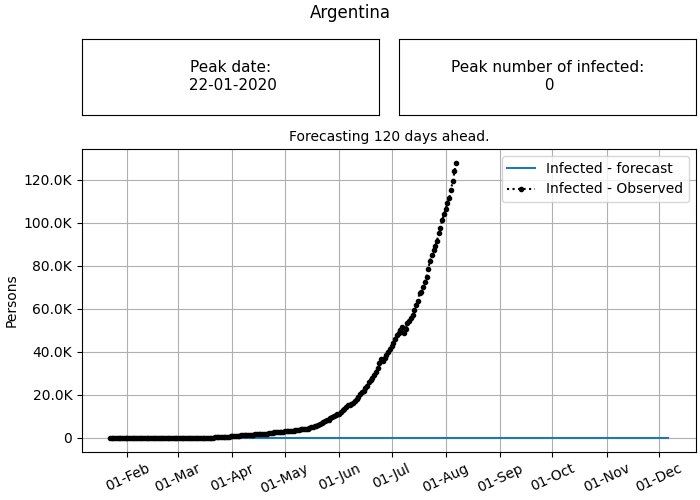 Argentina
Peak date:
22-01-2020
Peak number of infected:
0
Forecasting 120 days ahead.
Infected - forecast
Infected - Observed
Persons
120.0K
100.0K
80.0K
60.0K
40.0K
20.0K
0
01-Feb
01-Mar
01-Apr
01-May
01-Jun
01-Jul
01-Aug
01-Sep
01-Oct
01-Nov
01-Dec